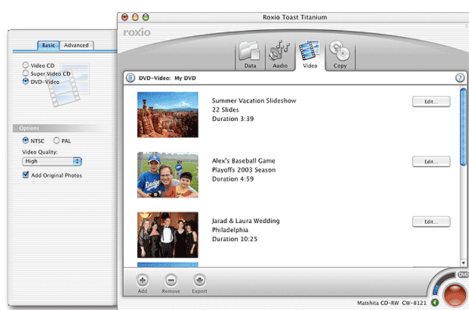 Roxio Toast Titanium
roxio
Basic Advanced
Video CD
Super Video CD
DVD-Video
Options
NTSC PAL
Video Quality:
High
Add Original Photos
Data Audio Video Copy
DVD-Video: My DVD
Summer Vacation Slideshow
22 Slides
Duration 3:39
Edit...
Alex's Baseball Game
Playoffs 2003 Season
Duration 4:59
Edit...
Jarad & Laura Wedding
Philadelphia
Duration 10:25
Edit...
Add Remove Export
DVD
Matshita CD-RW CW-8121